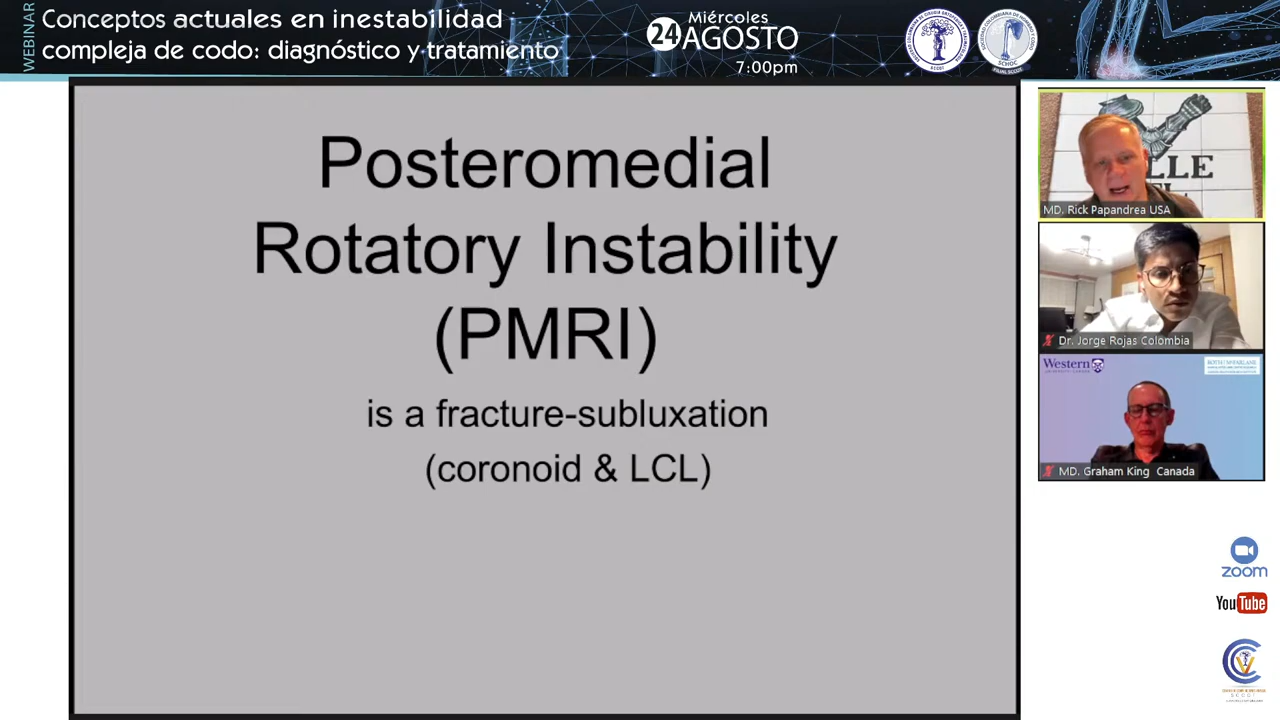 WEBINAR
Conceptos actuales en inestabilidad
compleja de codo: diagnóstico y tratamiento
Miércoles
24 AGOSTO
7:00pm
Posteromedial
Rotatory Instability
(PMRI)
is a fracture-subluxation
(coronoid & LCL)
LLE
MD. Rick Papandrea USA
Dr. Jorge Rojas Colombia
Western
MD. Graham King Canada
zoom
YouTube